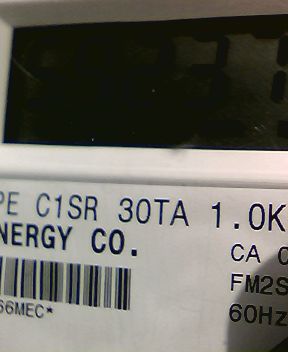 PE C1SR 30TA 1.0K
NERGY CO.
CA
FM2S
66MEC*
60Hz